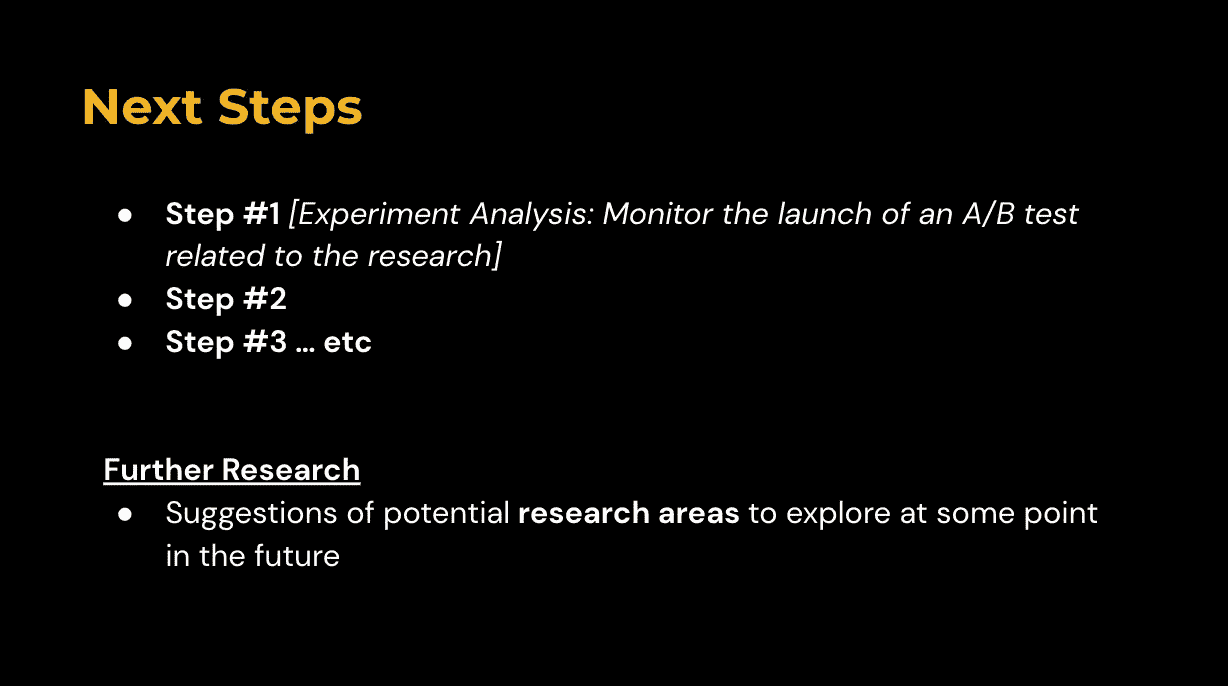 Next Steps
● Step #1 [Experiment Analysis: Monitor the launch of an A/B test
related to the research]
● Step #2
● Step #3 ... etc
Further Research
● Suggestions of potential research areas to explore at some point
in the future